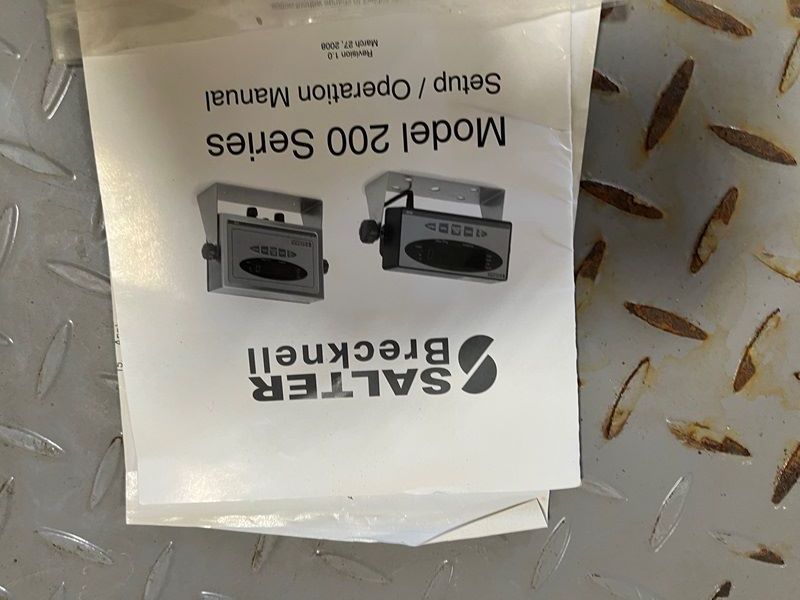 SALTER
Brecknell
Model 200 Series
Setup / Operation Manual
Revision 1.0
March 27, 2008